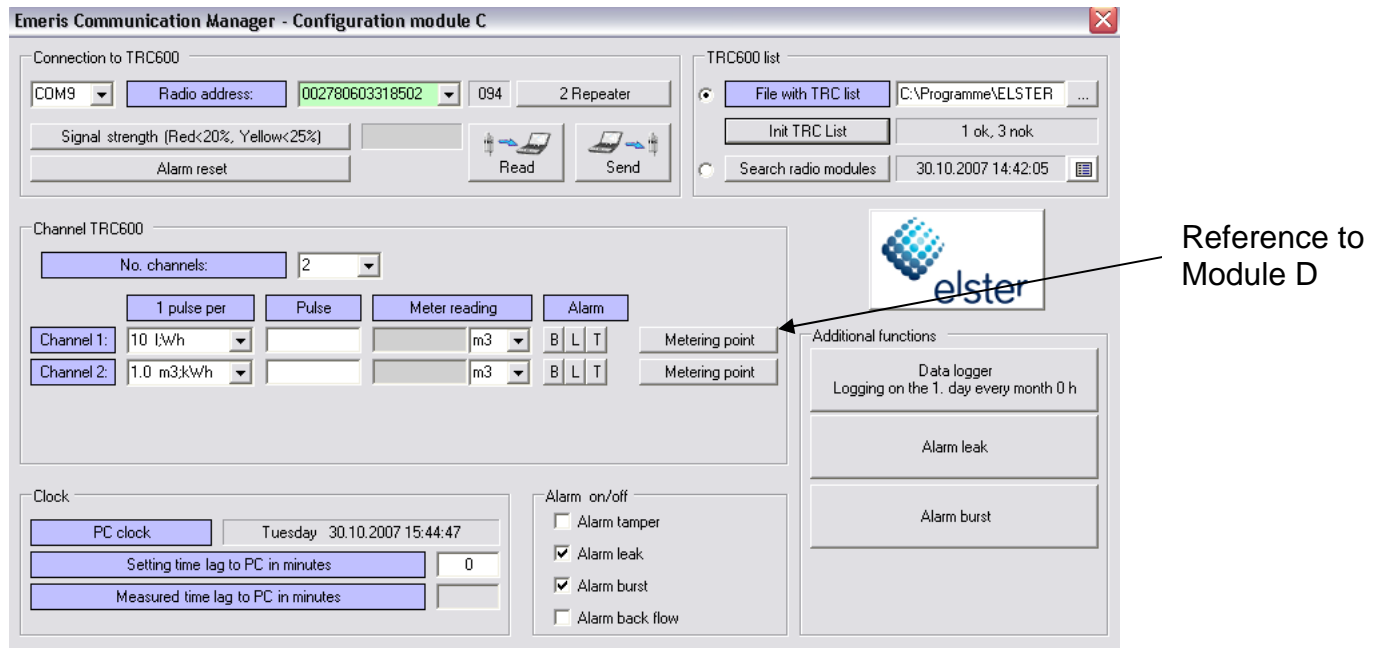 Emeris Communication Manager - Configuration module C
Connection to TRC600
COM9 Radio address: 002780603318502 094 2 Repeater
Signal strength (Red<20%, Yellow<25%)
Alarm reset
Read Send
TRC600 list
File with TRC list C:\Programme\ELSTER ...
Init TRC List 1 ok, 3 nok
Search radio modules 30.10.2007 14:42:05
Channel TRC600
No. channels: 2
1 pulse per Pulse Meter reading Alarm
Channel 1: 10 l;Wh m3 B L T Metering point
Channel 2: 1.0 m3;kWh m3 B L T Metering point
elster
Reference to
Module D
Additional functions
Data logger
Logging on the 1. day every month 0 h
Alarm leak
Alarm burst
Clock
PC clock Tuesday 30.10.2007 15:44:47
Setting time lag to PC in minutes 0
Measured time lag to PC in minutes
Alarm on/off
Alarm tamper
Alarm leak
Alarm burst
Alarm back flow